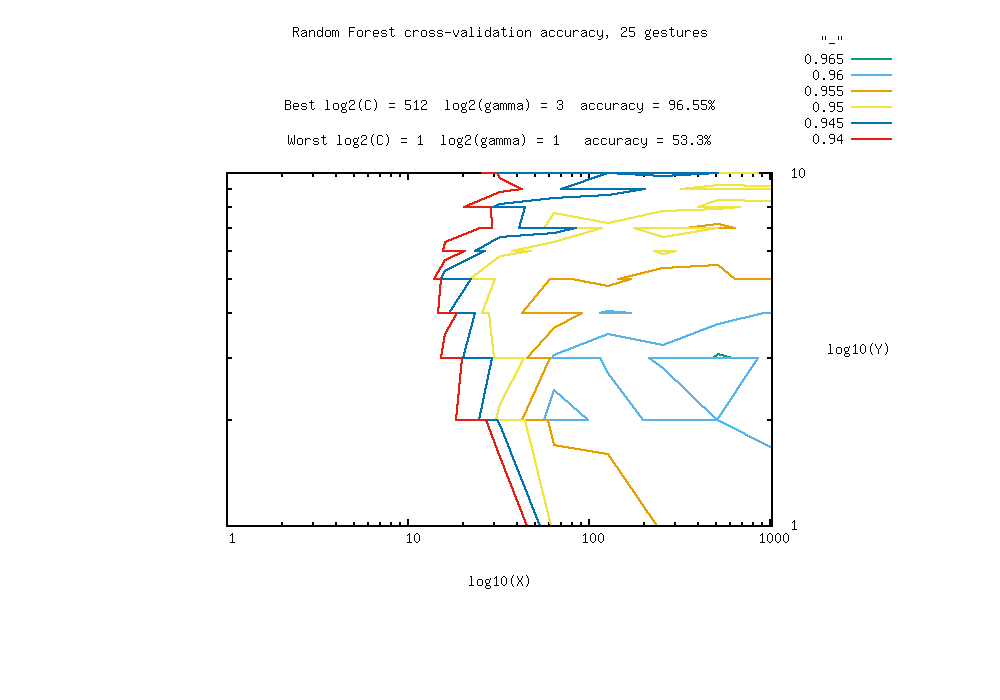 Random Forest cross-validation accuracy, 25 gestures
"_"
0.965
0.96
0.955
0.95
0.945
0.94
Best log2(C) = 512  log2(gamma) = 3  accuracy = 96.55%
Worst log2(C) = 1  log2(gamma) = 1   accuracy = 53.3%
10
log10(Y)
1
1 10 100 1000
log10(X)